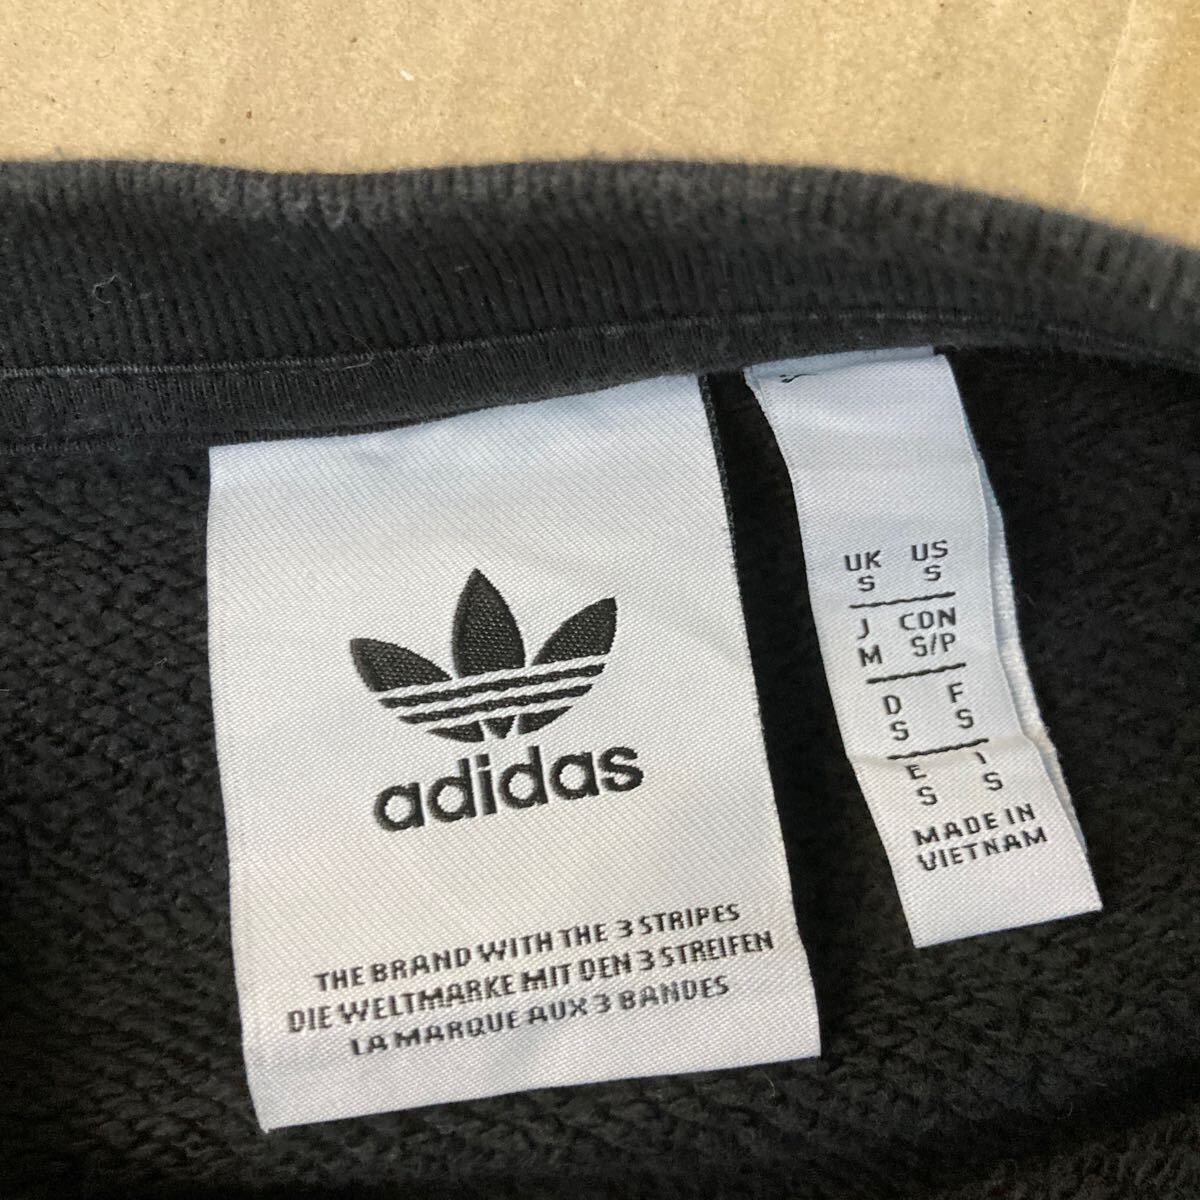 adidas
THE BRAND WITH THE 3 STRIPES
DIE WELTMARKE MIT DEN 3 STREIFEN
LA MARQUE AUX 3 BANDES
UK US
S S
J CDN
M S/P
D F
S S
E I
S S
MADE IN
VIETNAM